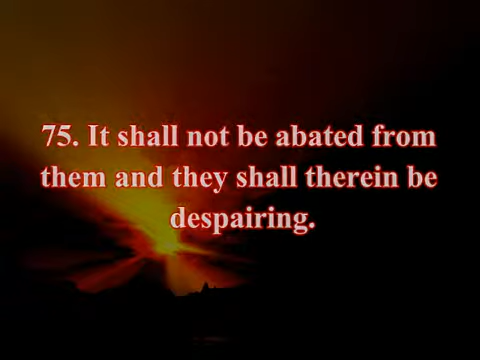 75. It shall not be abated from
them and they shall therein be
despairing.